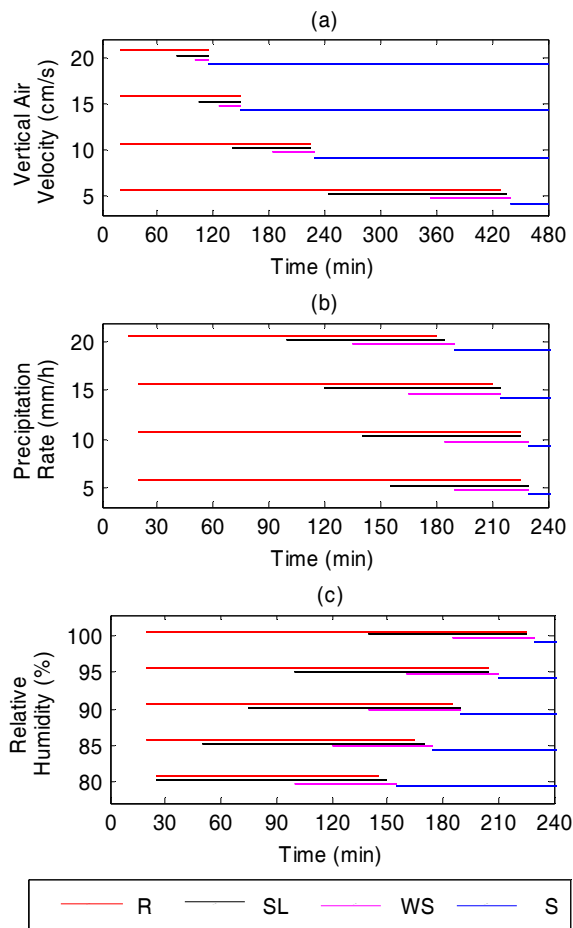 (a)
Vertical Air
Velocity (cm/s)
20
15
10
5
0 60 120 180 240 300 360 420 480
Time (min)
(b)
Precipitation
Rate (mm/h)
20
15
10
5
0 30 60 90 120 150 180 210 240
Time (min)
(c)
Relative
Humidity (%)
100
95
90
85
80
0 30 60 90 120 150 180 210 240
Time (min)
R SL WS S